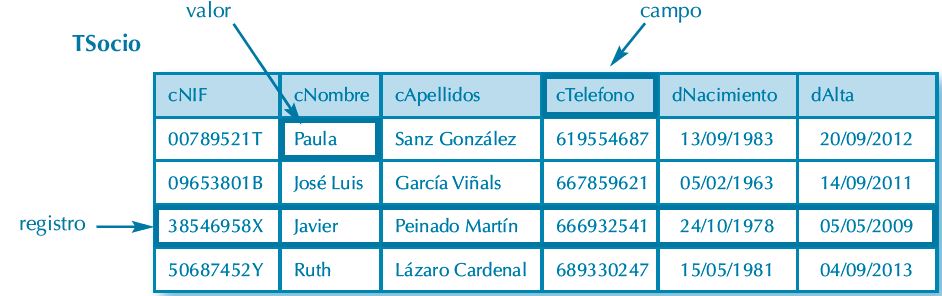 valor campo
TSocio
cNIF cNombre cApellidos cTelefono dNacimiento dAlta
00789521T Paula Sanz González 619554687 13/09/1983 20/09/2012
09653801B José Luis García Viñals 667859621 05/02/1963 14/09/2011
registro 38546958X Javier Peinado Martín 666932541 24/10/1978 05/05/2009
50687452Y Ruth Lázaro Cardenal 689330247 15/05/1981 04/09/2013